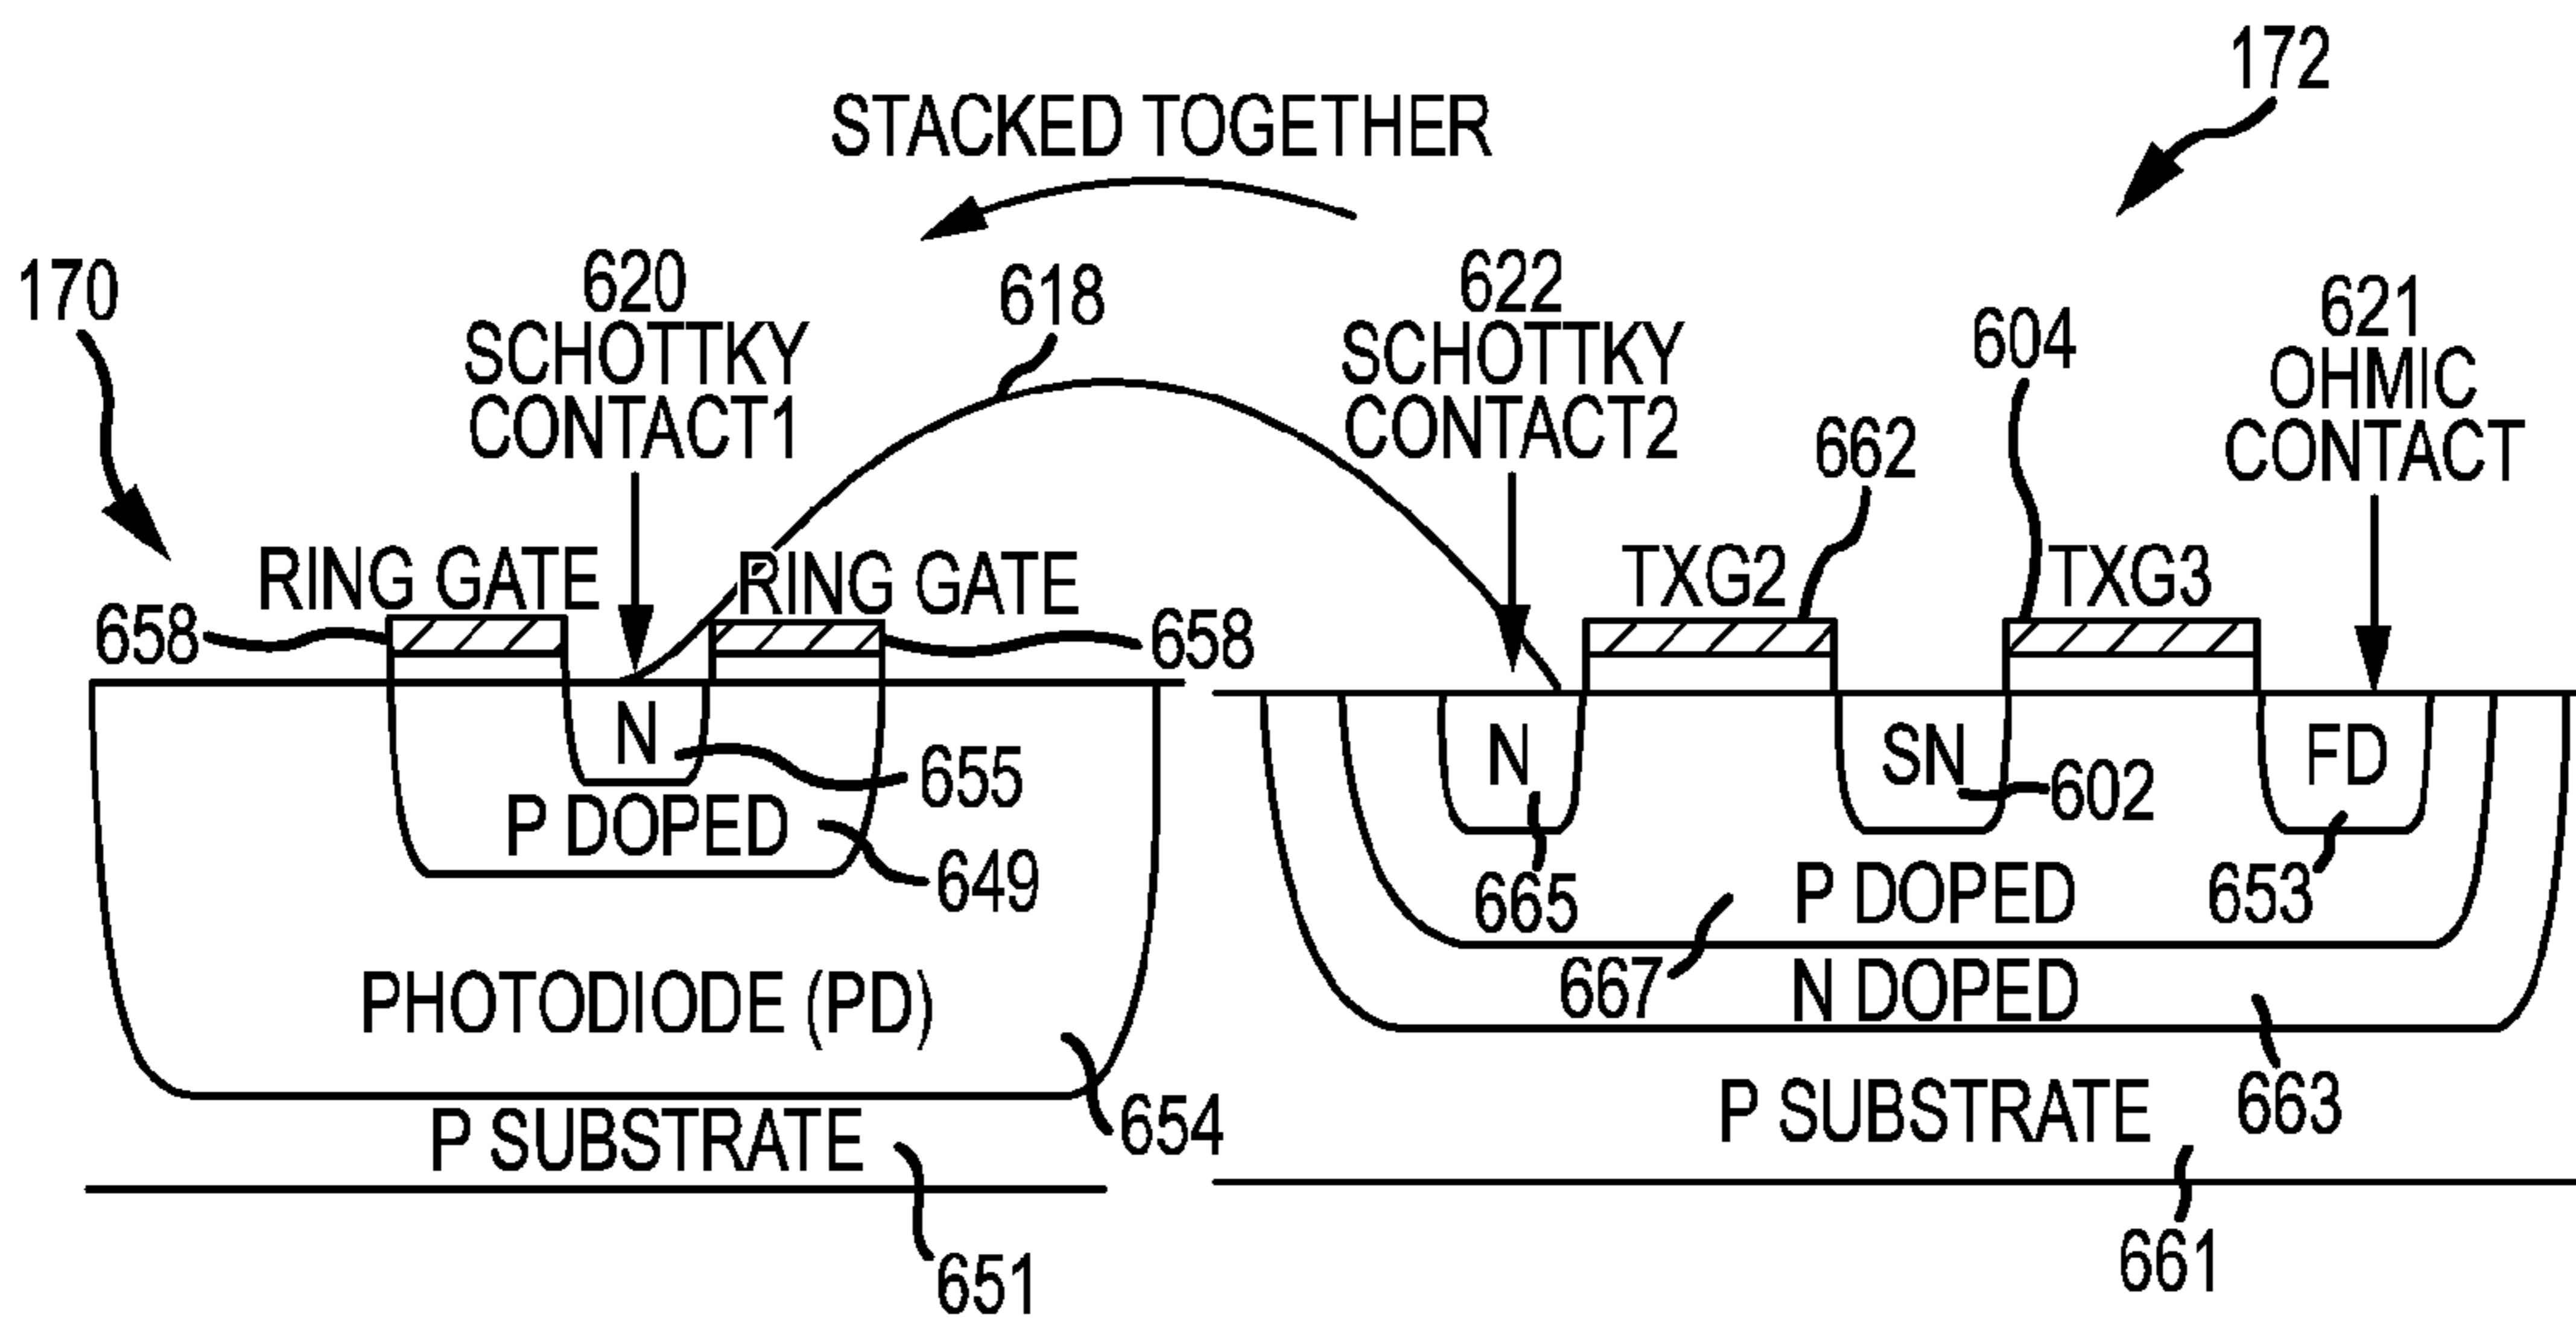 172
STACKED TOGETHER
170
620
SCHOTTKY
CONTACT1
618
622
SCHOTTKY
CONTACT2
604
621
OHMIC
CONTACT
662
RING GATE
RING GATE
TXG2
TXG3
658
658
N
655
P DOPED
649
N
665
SN
602
FD
653
P DOPED
667
N DOPED
663
PHOTODIODE (PD)
654
P SUBSTRATE
651
P SUBSTRATE
661